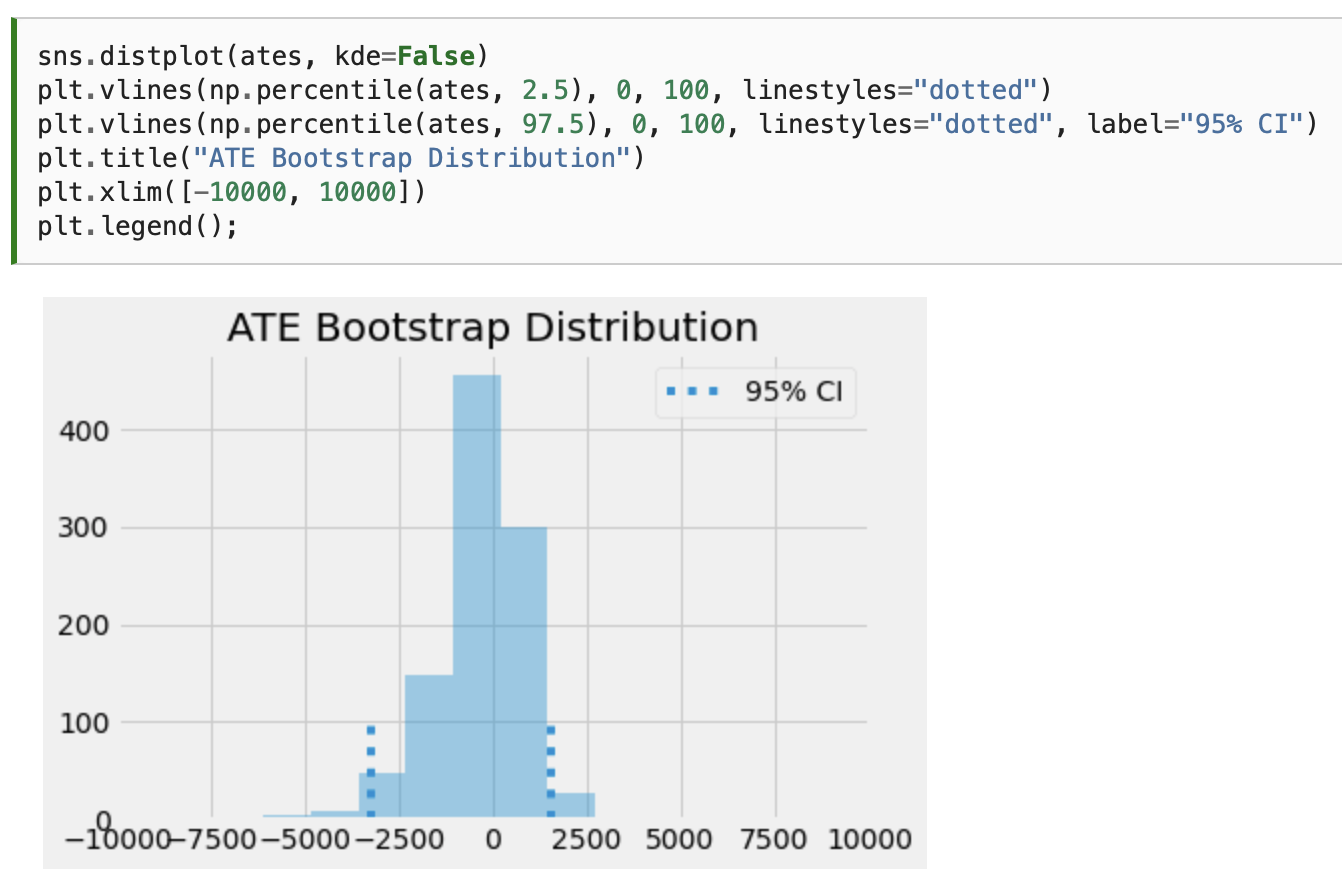 sns.distplot(ates, kde=False)
plt.vlines(np.percentile(ates, 2.5), 0, 100, linestyles="dotted")
plt.vlines(np.percentile(ates, 97.5), 0, 100, linestyles="dotted", label="95% CI")
plt.title("ATE Bootstrap Distribution")
plt.xlim([-10000, 10000])
plt.legend();
ATE Bootstrap Distribution
95% CI
400
300
200
100
0
−10000 −7500 −5000 −2500 0 2500 5000 7500 10000